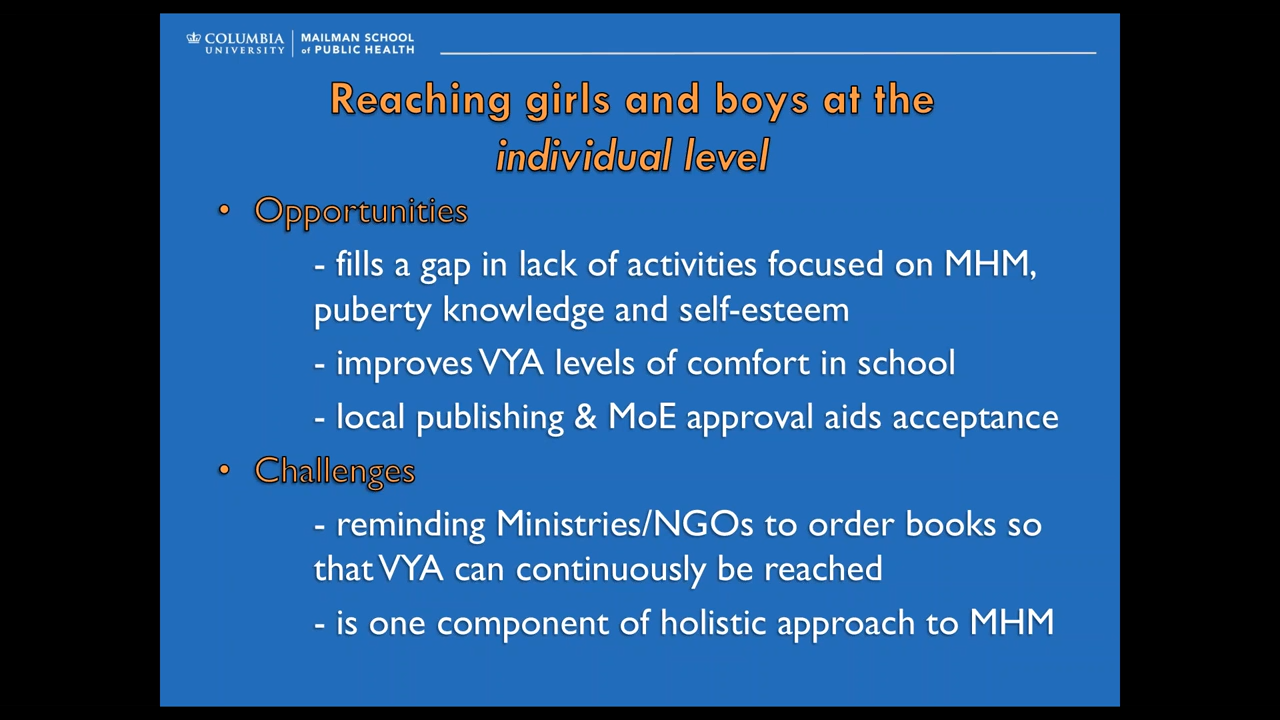 COLUMBIA UNIVERSITY
MAILMAN SCHOOL of PUBLIC HEALTH
Reaching girls and boys at the
individual level
• Opportunities
- fills a gap in lack of activities focused on MHM,
puberty knowledge and self-esteem
- improves VYA levels of comfort in school
- local publishing & MoE approval aids acceptance
• Challenges
- reminding Ministries/NGOs to order books so
that VYA can continuously be reached
- is one component of holistic approach to MHM